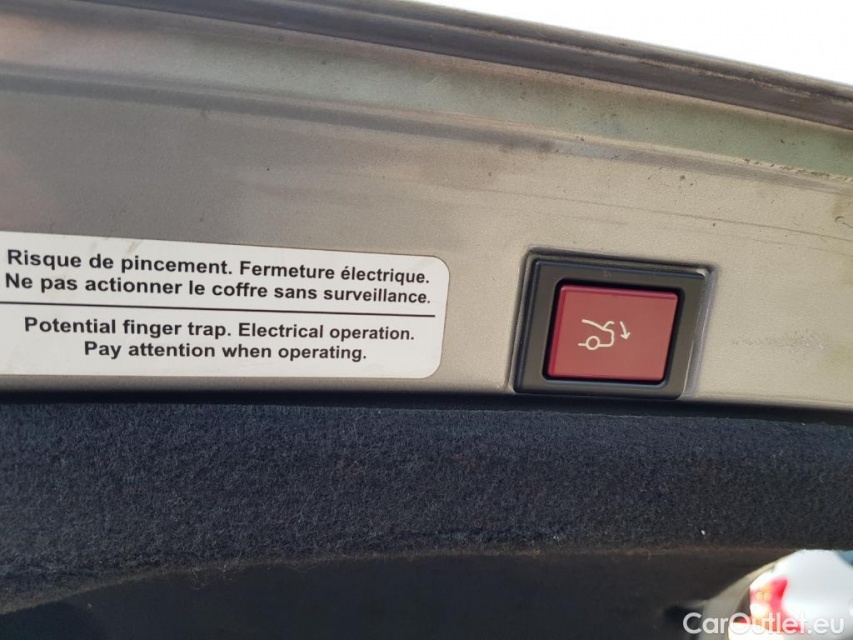 Risque de pincement. Fermeture électrique.
Ne pas actionner le coffre sans surveillance.
Potential finger trap. Electrical operation.
Pay attention when operating.
CarOutlet.eu